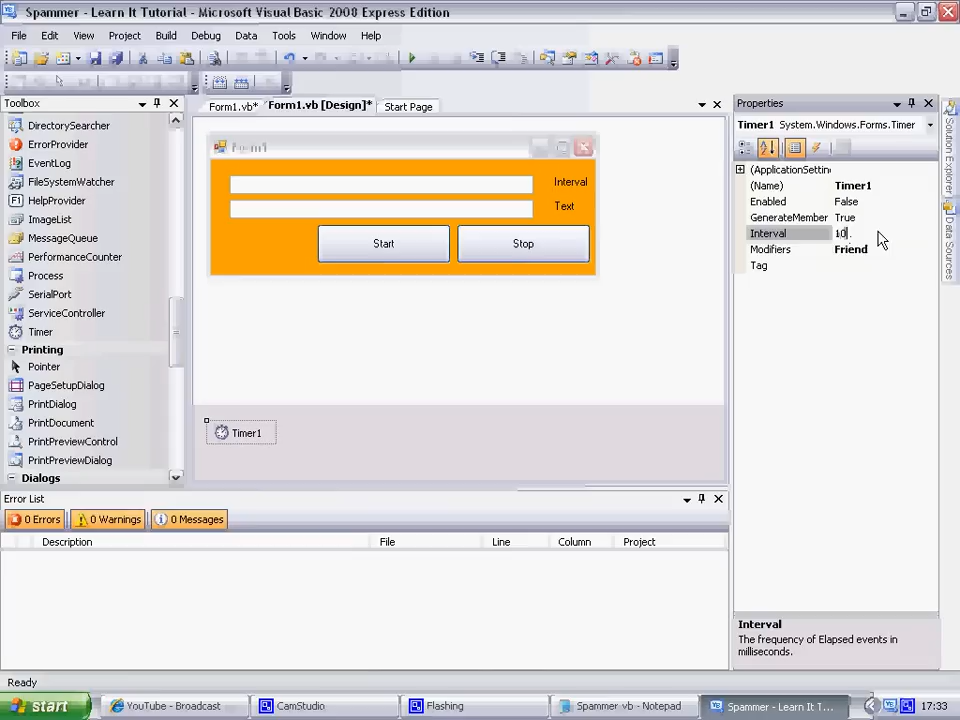 Spammer - Learn It Tutorial - Microsoft Visual Basic 2008 Express Edition
File Edit View Project Build Debug Data Tools Window Help
Toolbox
Form1.vb* Form1.vb [Design]* Start Page
Properties
DirectorySearcher
ErrorProvider
EventLog
FileSystemWatcher
HelpProvider
ImageList
MessageQueue
PerformanceCounter
Process
SerialPort
ServiceController
Timer
Printing
Pointer
PageSetupDialog
PrintDialog
PrintDocument
PrintPreviewControl
PrintPreviewDialog
Dialogs
Form1
Interval
Text
Start Stop
Timer1
Timer1 System.Windows.Forms.Timer
(ApplicationSettin
(Name) Timer1
Enabled False
GenerateMember True
Interval 10
Modifiers Friend
Tag
Solution Explorer
Data Sources
Error List
0 Errors 0 Warnings 0 Messages
Description File Line Column Project
Interval
The frequency of Elapsed events in
milliseconds.
Ready
start YouTube - Broadcast CamStudio Flashing Spammer vb - Notepad Spammer - Learn It T... 17:33